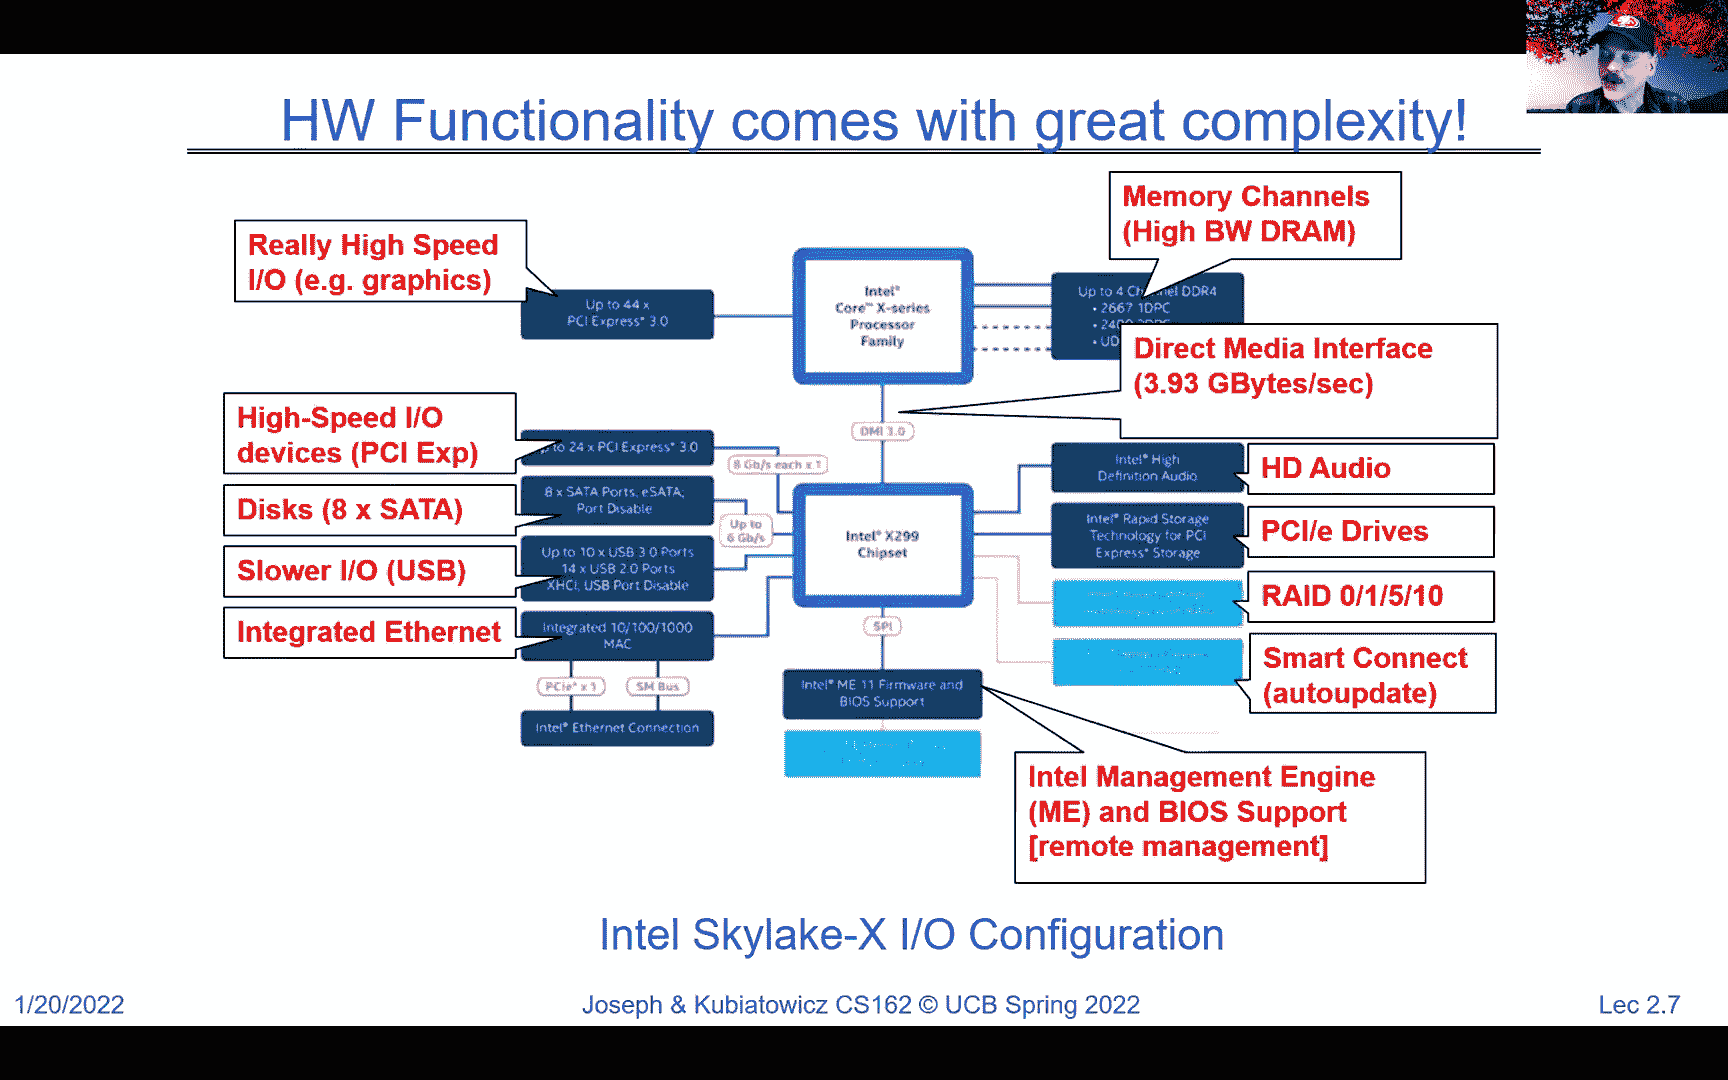 HW Functionality comes with great complexity!
Really High Speed
I/O (e.g. graphics)
Up to 44 x
PCI Express* 3.0
Intel®
Core™ X-series
Processor
Family
Memory Channels
(High BW DRAM)
Up to 4 Ch nel DDR4
• 2667 1DPC
• UD
Direct Media Interface
(3.93 GBytes/sec)
DMI 3.0
High-Speed I/O
devices (PCI Exp)
to 24 x PCI Express* 3.0
8 Gb/s each x 1
Disks (8 x SATA)
8 x SATA Ports, eSATA,
Port Disable
Up to
6 Gb/s
Slower I/O (USB)
Up to 10 x USB 3.0 Ports
14 x USB 2.0 Ports
XHCI, USB Port Disable
Integrated Ethernet
Integrated 10/100/1000
MAC
PCIe* x 1
SM Bus
Intel® Ethernet Connection
Intel® X299
Chipset
SPI
Intel® ME 11 Firmware and
BIOS Support
Intel® High
Definition Audio
HD Audio
Intel® Rapid Storage
Technology for PCI
Express* Storage
PCI/e Drives
RAID 0/1/5/10
Smart Connect
(autoupdate)
Intel Management Engine
(ME) and BIOS Support
[remote management]
Intel Skylake-X I/O Configuration
1/20/2022
Joseph & Kubiatowicz CS162 © UCB Spring 2022
Lec 2.7